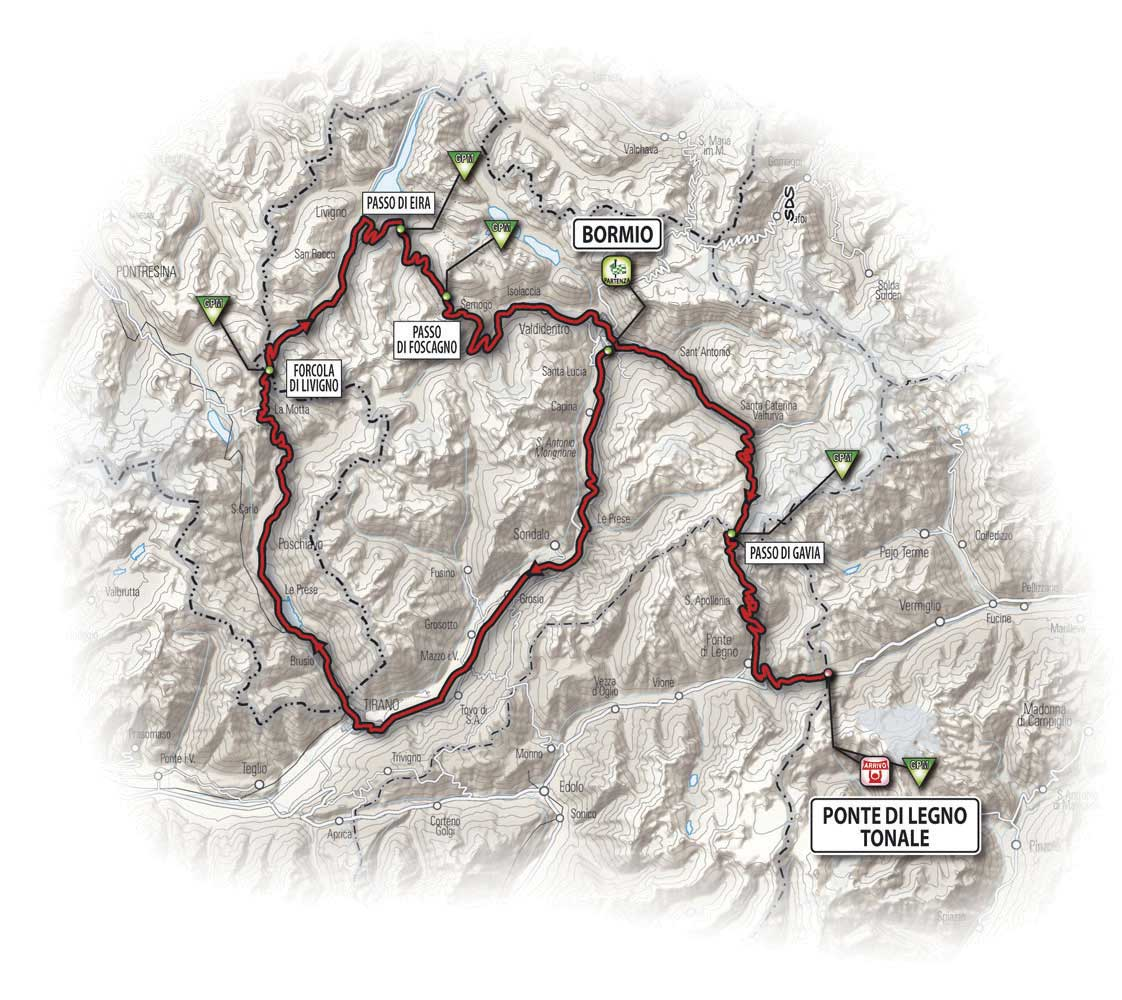 S. Maria
im. M.
Valchava
Gomagoi
SDS
GPM
PASSO DI EIRA
Livigno
GPM
BORMIO
PARTENZA
San Rocco
PONTRESINA
Solda
Sulden
Isolaccia
Semogo
GPM
Valdidentro
PASSO
DI FOSCAGNO
Sant'Antonio
FORCOLA
DI LIVIGNO
Santa Lucia
La Motta
Capina
Santa Caterina
Valfurva
S. Antonio
Morignone
GPM
S. Carlo
Le Prese
Sondalo
Poschiavo
PASSO DI GAVIA
Pejo Terme
Fusino
Valbrutta
Le Prese
Grosio
S. Apollonia
Pellizzano
Vermiglio
Fucine
Grosotto
Ponte
di Legno
Brusio
Mazzo i.V.
Vezza
d'Oglio
Vione
TIRANO
Tovo di
S.A.
Madonna
di Campiglio
Ponte i.V.
Trivigno
Monno
Teglio
ARRIVO
GPM
Edolo
PONTE DI LEGNO
TONALE
Aprica
Corteno
Golgi
Sonico